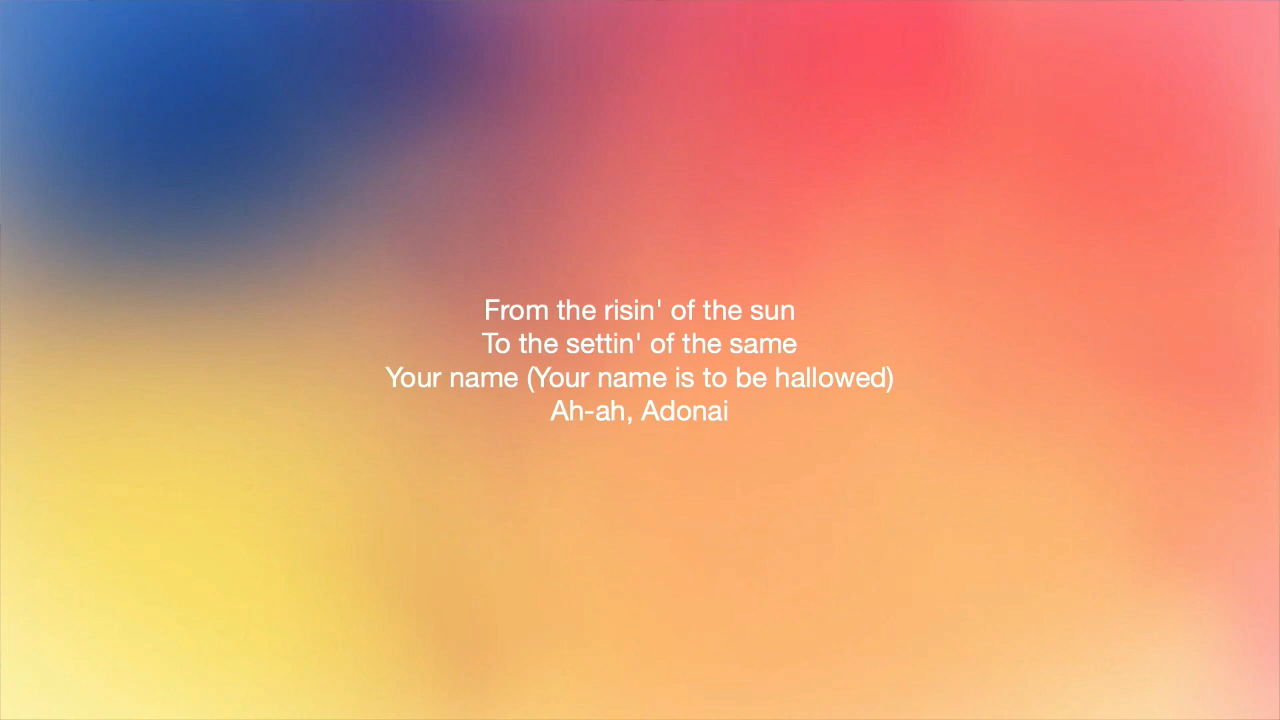 From the risin' of the sun
To the settin' of the same
Your name (Your name is to be hallowed)
Ah-ah, Adonai